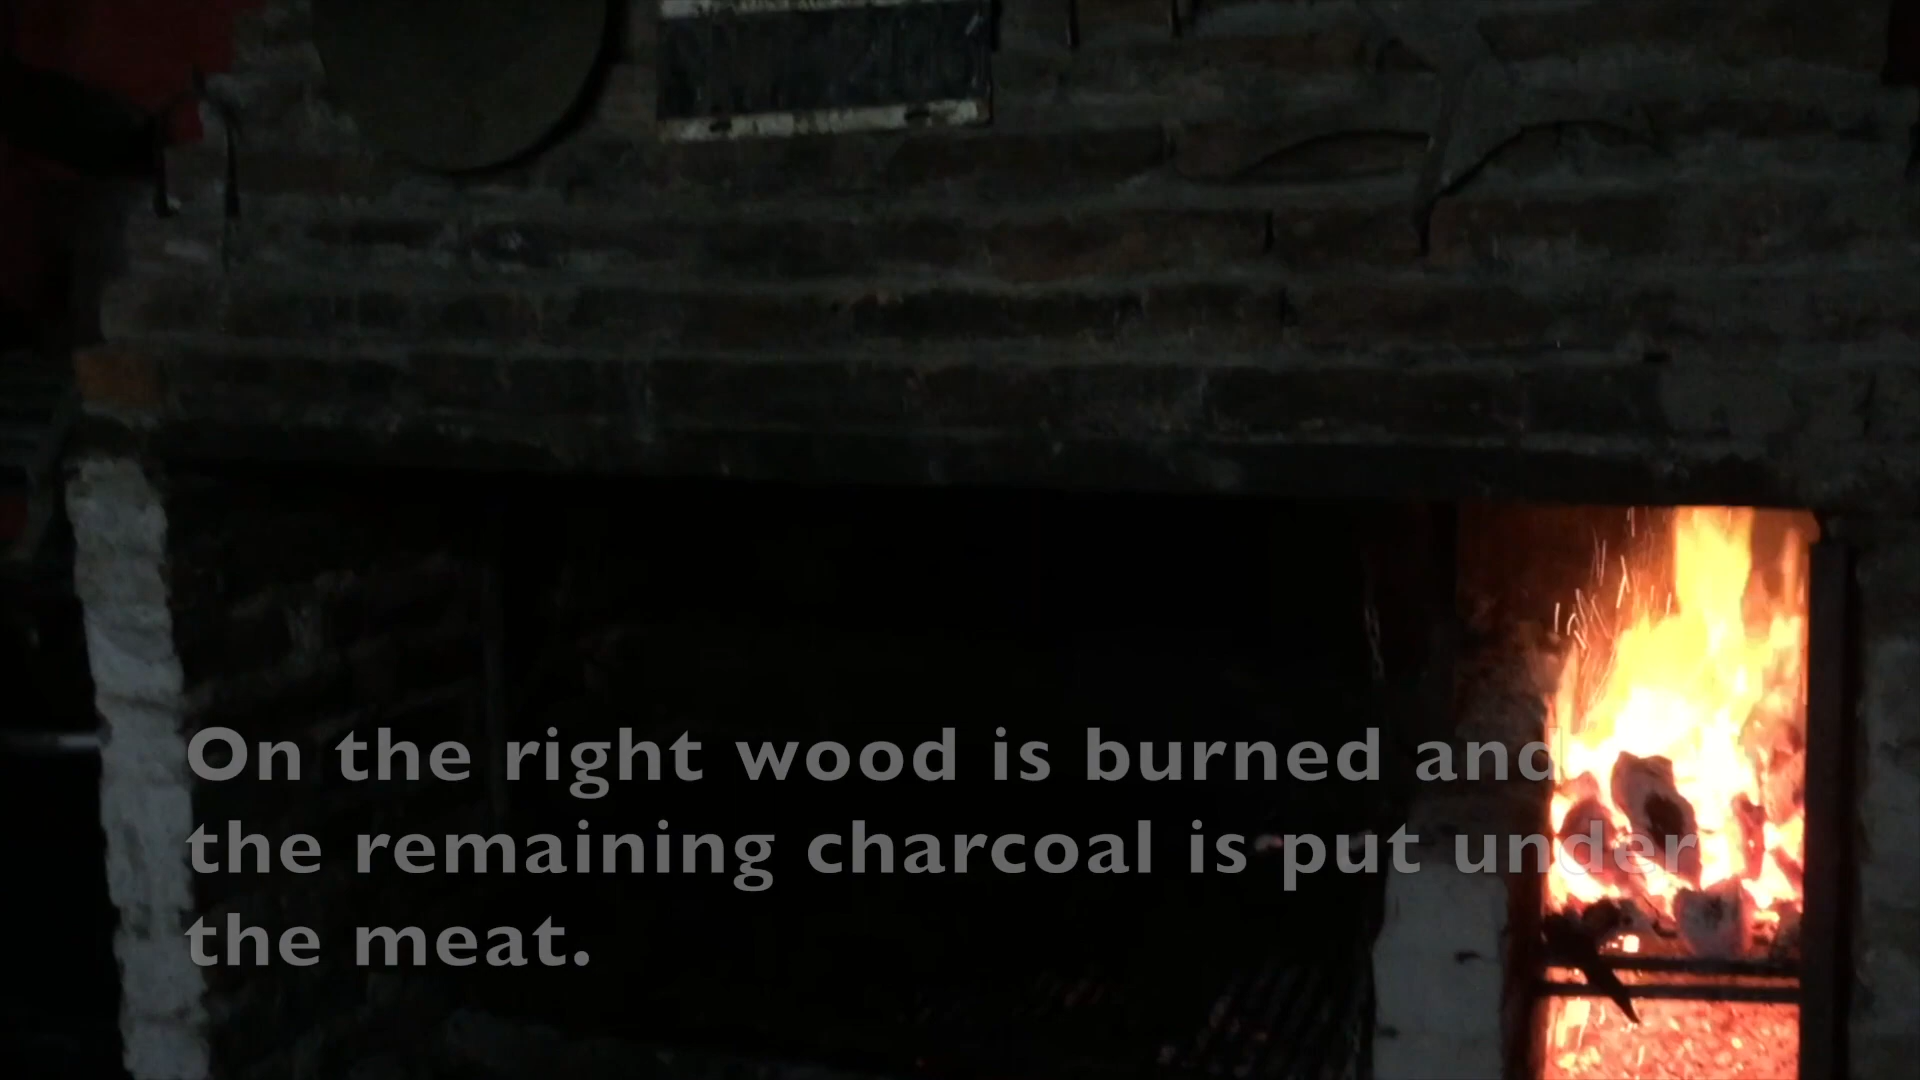 On the right wood is burned and
the remaining charcoal is put under
the meat.